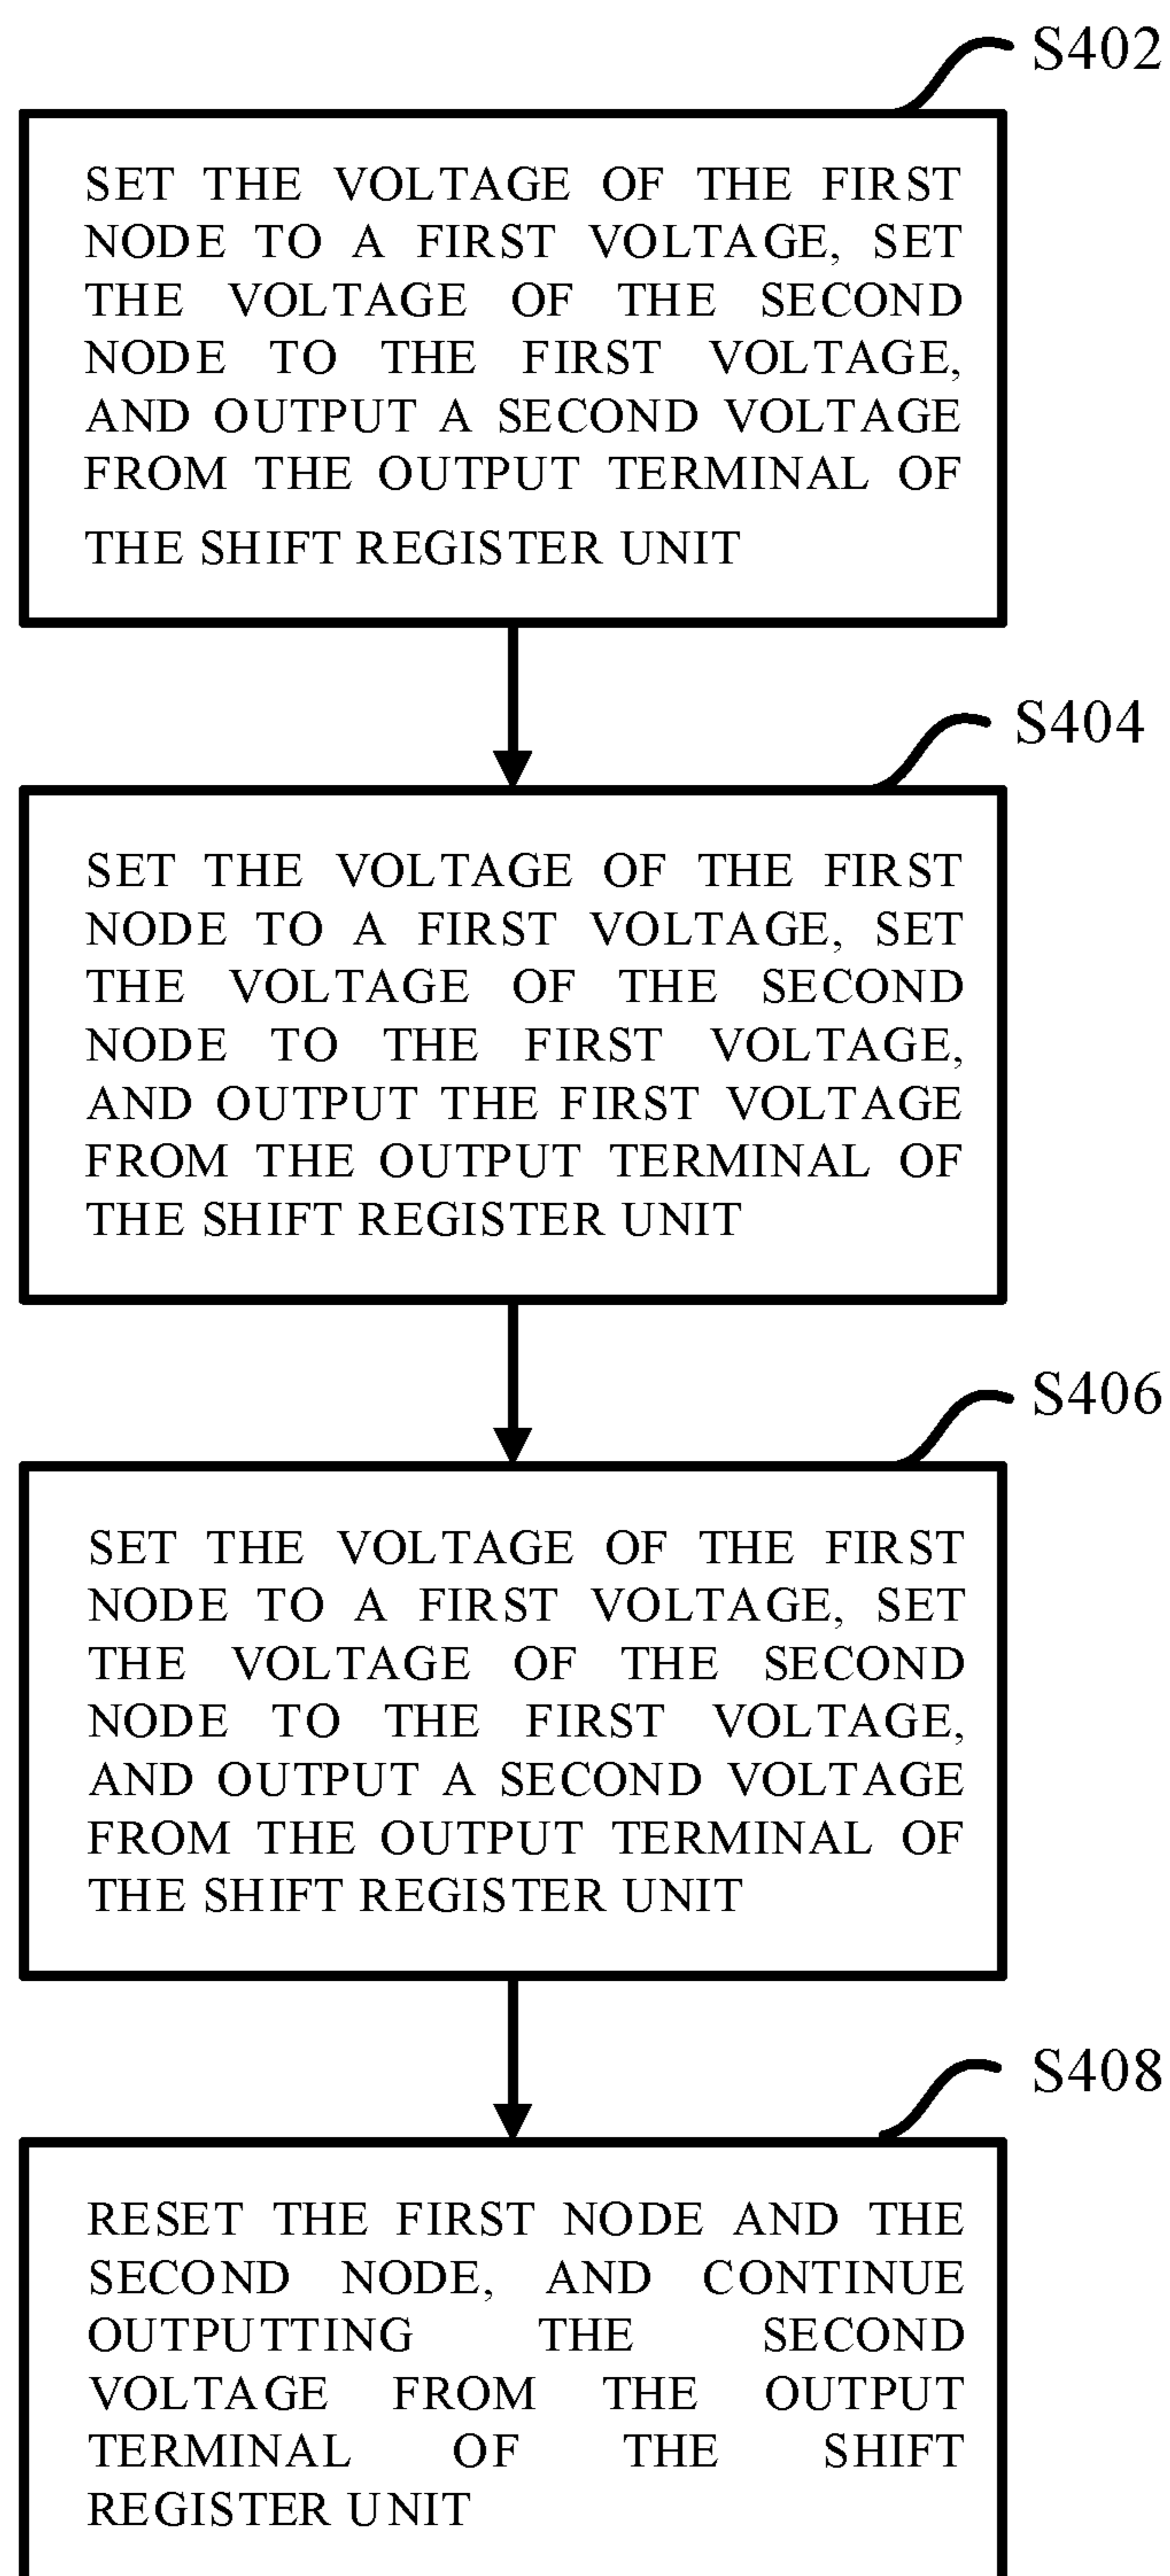 S402
SET THE VOLTAGE OF THE FIRST
NODE TO A FIRST VOLTAGE, SET
THE VOLTAGE OF THE SECOND
NODE TO THE FIRST VOLTAGE,
AND OUTPUT A SECOND VOLTAGE
FROM THE OUTPUT TERMINAL OF
THE SHIFT REGISTER UNIT
S404
SET THE VOLTAGE OF THE FIRST
NODE TO A FIRST VOLTAGE, SET
THE VOLTAGE OF THE SECOND
NODE TO THE FIRST VOLTAGE,
AND OUTPUT THE FIRST VOLTAGE
FROM THE OUTPUT TERMINAL OF
THE SHIFT REGISTER UNIT
S406
SET THE VOLTAGE OF THE FIRST
NODE TO A FIRST VOLTAGE, SET
THE VOLTAGE OF THE SECOND
NODE TO THE FIRST VOLTAGE,
AND OUTPUT A SECOND VOLTAGE
FROM THE OUTPUT TERMINAL OF
THE SHIFT REGISTER UNIT
S408
RESET THE FIRST NODE AND THE
SECOND NODE, AND CONTINUE
OUTPUTTING THE SECOND
VOLTAGE FROM THE OUTPUT
TERMINAL OF THE SHIFT
REGISTER UNIT